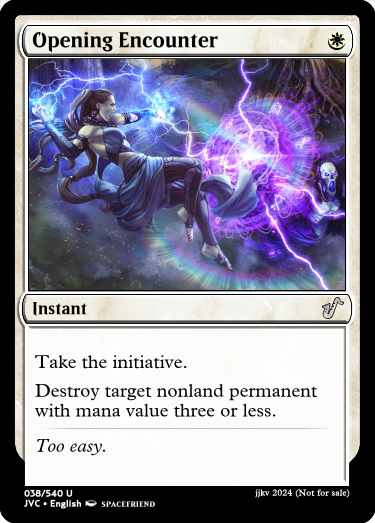 Opening Encounter
Instant
Take the initiative.
Destroy target nonland permanent
with mana value three or less.
Too easy.
038/540 U
JVC • English SPACEFRIEND
jjkv 2024 (Not for sale)